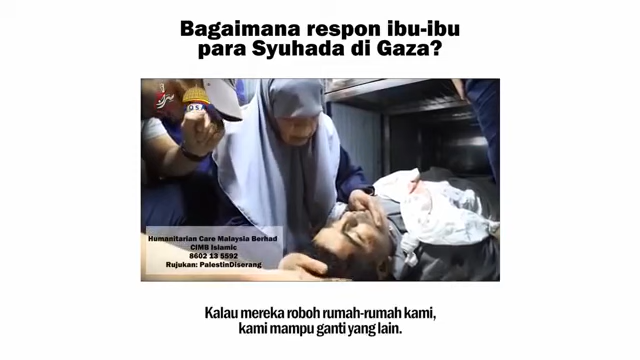 Bagaimana respon ibu-ibu
para Syuhada di Gaza?
Humanitarian Care Malaysia Berhad
CIMB Islamic
8602 13 5592
Rujukan: PalestinDiserang
Kalau mereka roboh rumah-rumah kami,
kami mampu ganti yang lain.